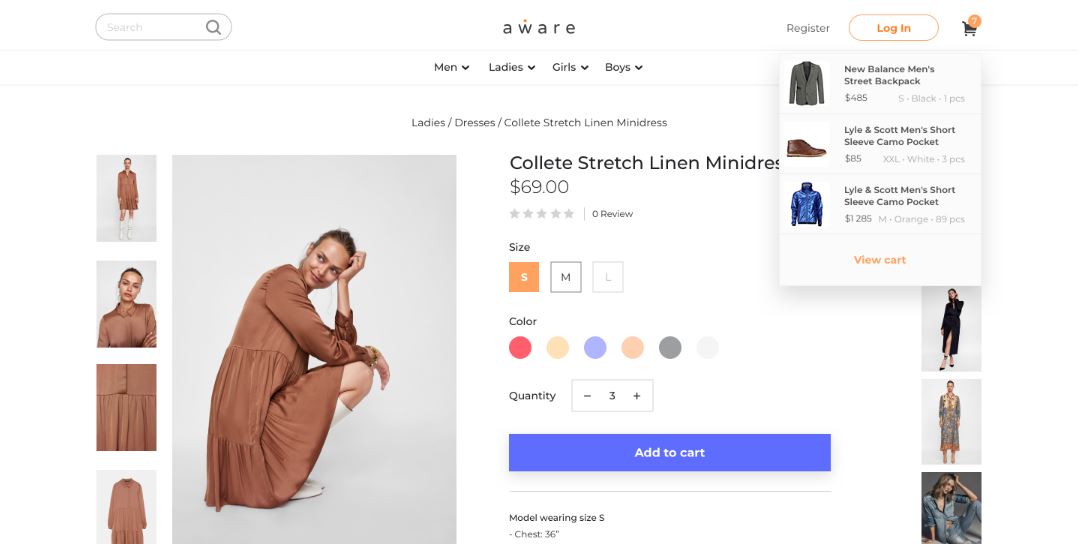 Search
aware
Register
Log In
7
Men
Ladies
Girls
Boys
New Balance Men's
Street Backpack
$485
S • Black • 1 pcs
Lyle & Scott Men's Short
Sleeve Camo Pocket
$85
XXL • White • 3 pcs
Lyle & Scott Men's Short
Sleeve Camo Pocket
$1 285
M • Orange • 89 pcs
View cart
Ladies / Dresses / Collete Stretch Linen Minidress
Collete Stretch Linen Minidres
$69.00
0 Review
Size
S
M
L
Color
Quantity
3
Add to cart
Model wearing size S
- Chest: 36”